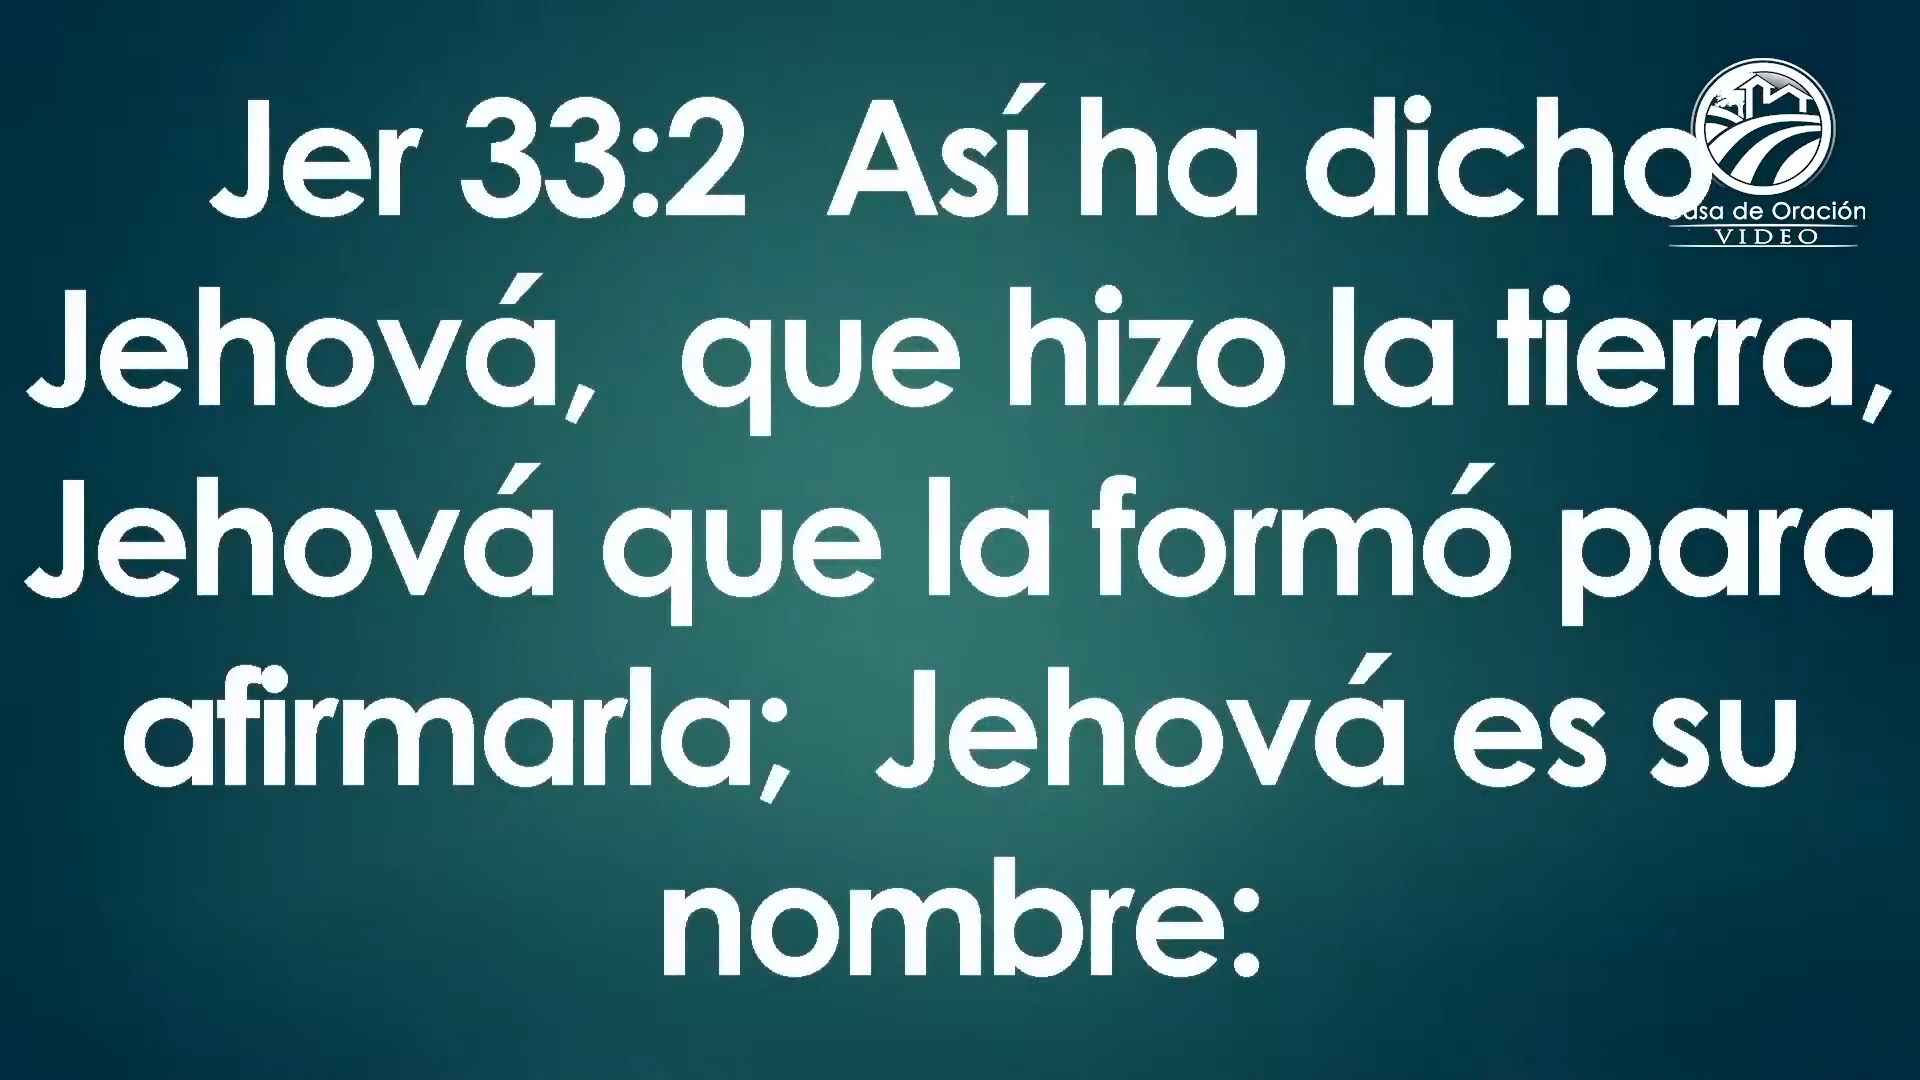 Jer 33:2  Así ha dicho
Jehová,  que hizo la tierra,
Jehová que la formó para
afirmarla;  Jehová es su
nombre:
Casa de Oración
VIDEO